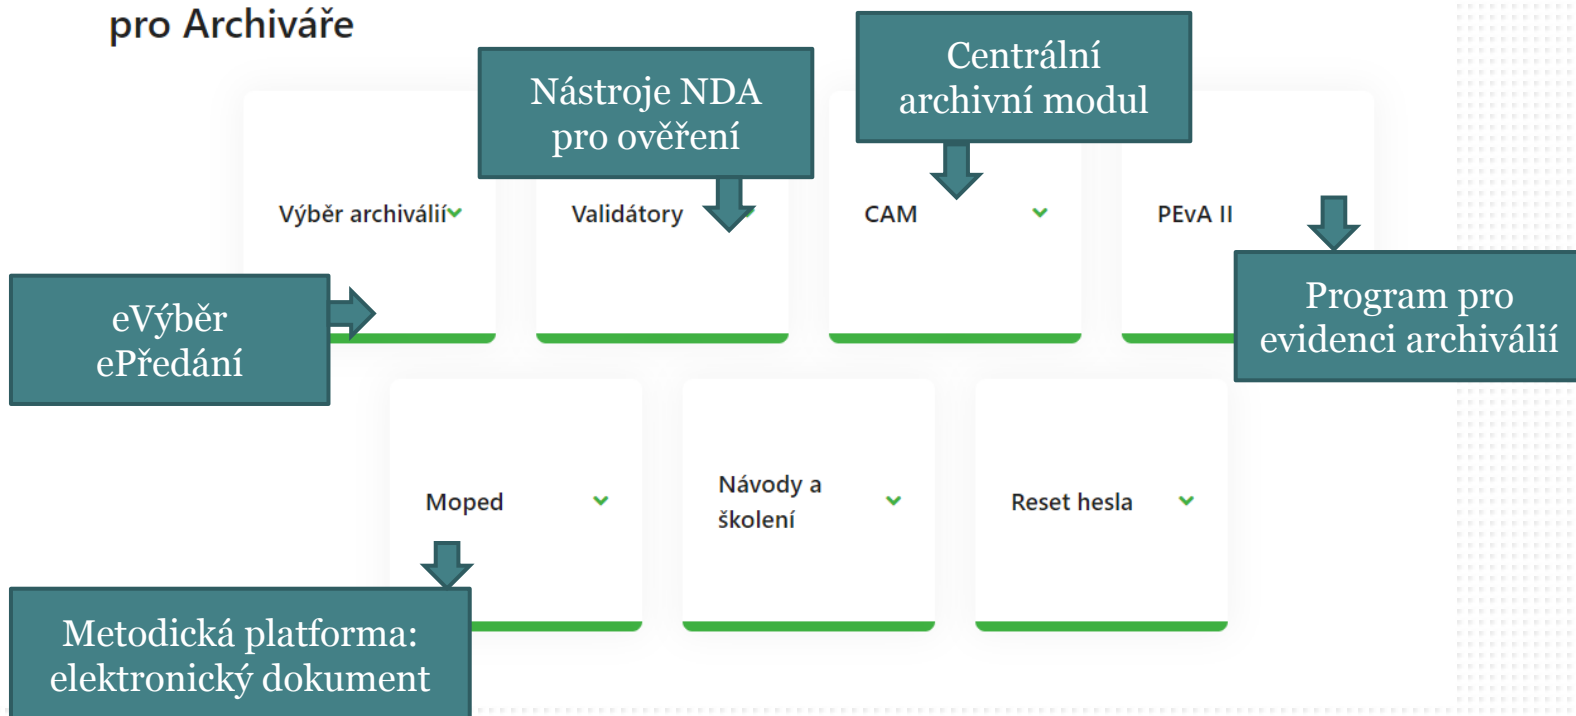 pro Archiváře
Nástroje NDA
pro ověření
Centrální
archivní modul
Výběr archiválií
Validátory
CAM
PEvA II
eVýběr
ePředání
Program pro
evidenci archiválií
Moped
Návody a
školení
Reset hesla
Metodická platforma:
elektronický dokument